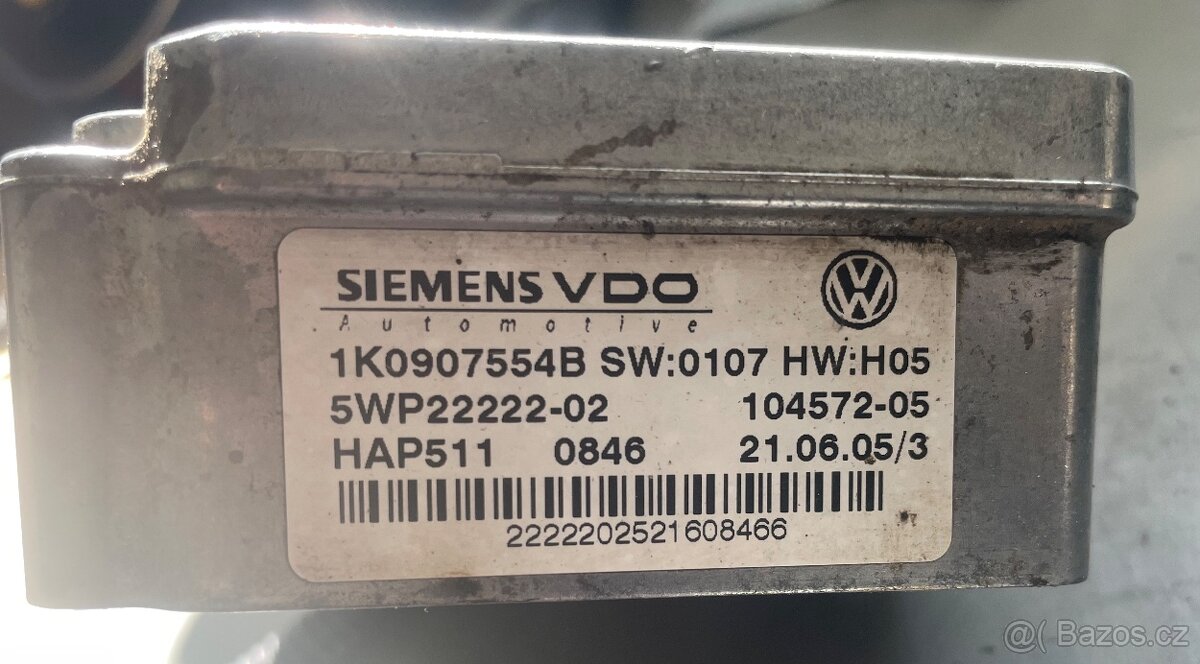 SIEMENS VDO
Automotive
VW
1K0907554B SW:0107 HW:H05
5WP22222-02 104572-05
HAP511 0846 21.06.05/3
2222202521608466
@( Bazos.cz